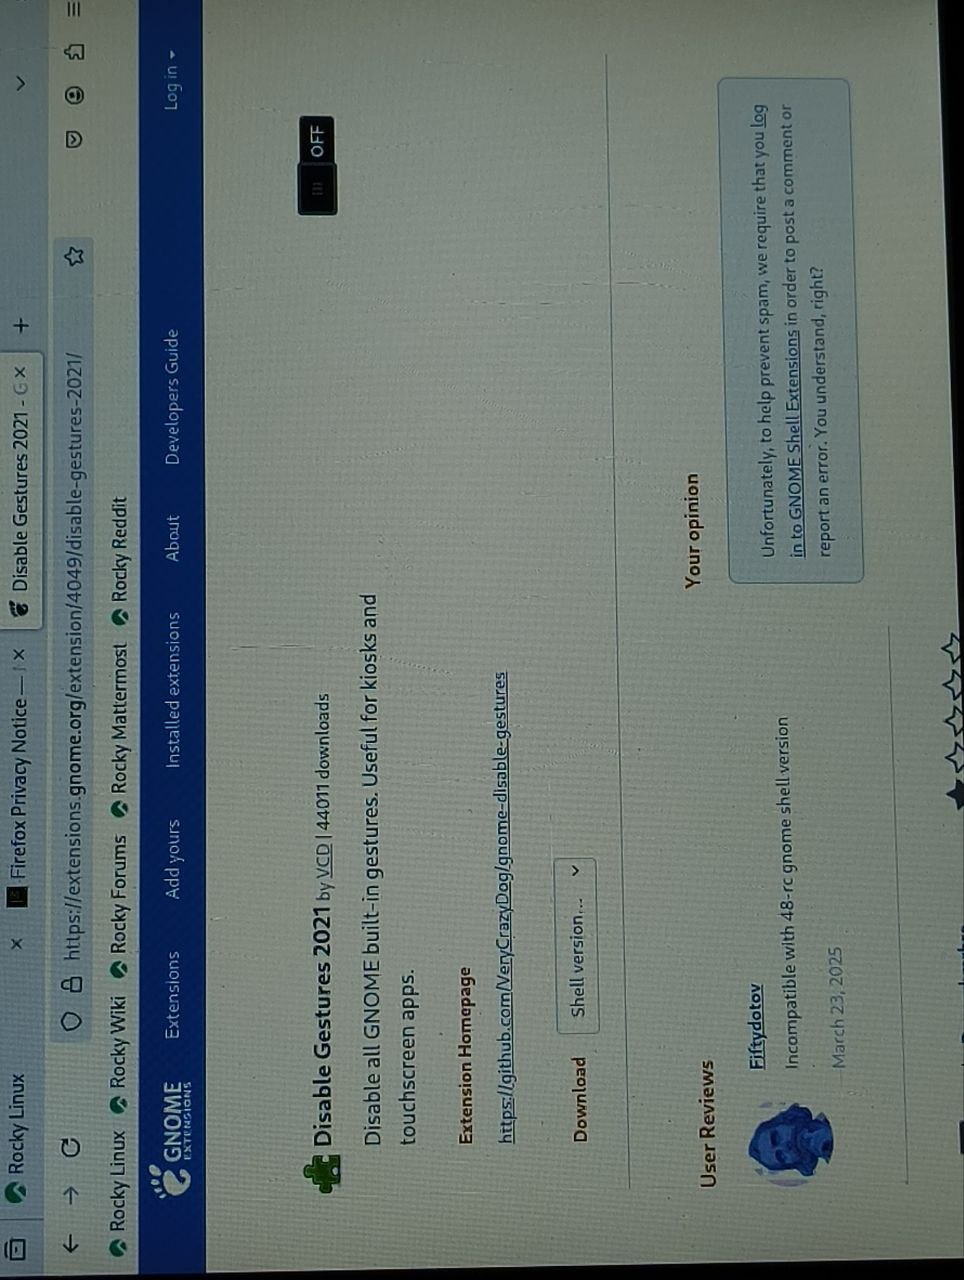 Rocky Linux
Firefox Privacy Notice —
Disable Gestures 2021 - G
https://extensions.gnome.org/extension/4049/disable-gestures-2021/
Rocky Linux Rocky Wiki Rocky Forums Rocky Mattermost Rocky Reddit
GNOME
EXTENSIONS
Extensions Add yours Installed extensions About Developers Guide Log in
Disable Gestures 2021 by VCD | 44011 downloads
OFF
Disable all GNOME built-in gestures. Useful for kiosks and
touchscreen apps.
Extension Homepage
https://github.com/VeryCrazyDog/gnome-disable-gestures
Download Shell version...
User Reviews
Fiftydotov
Incompatible with 48-rc gnome shell version
March 23, 2025
Your opinion
Unfortunately, to help prevent spam, we require that you log
in to GNOME Shell Extensions in order to post a comment or
report an error. You understand, right?